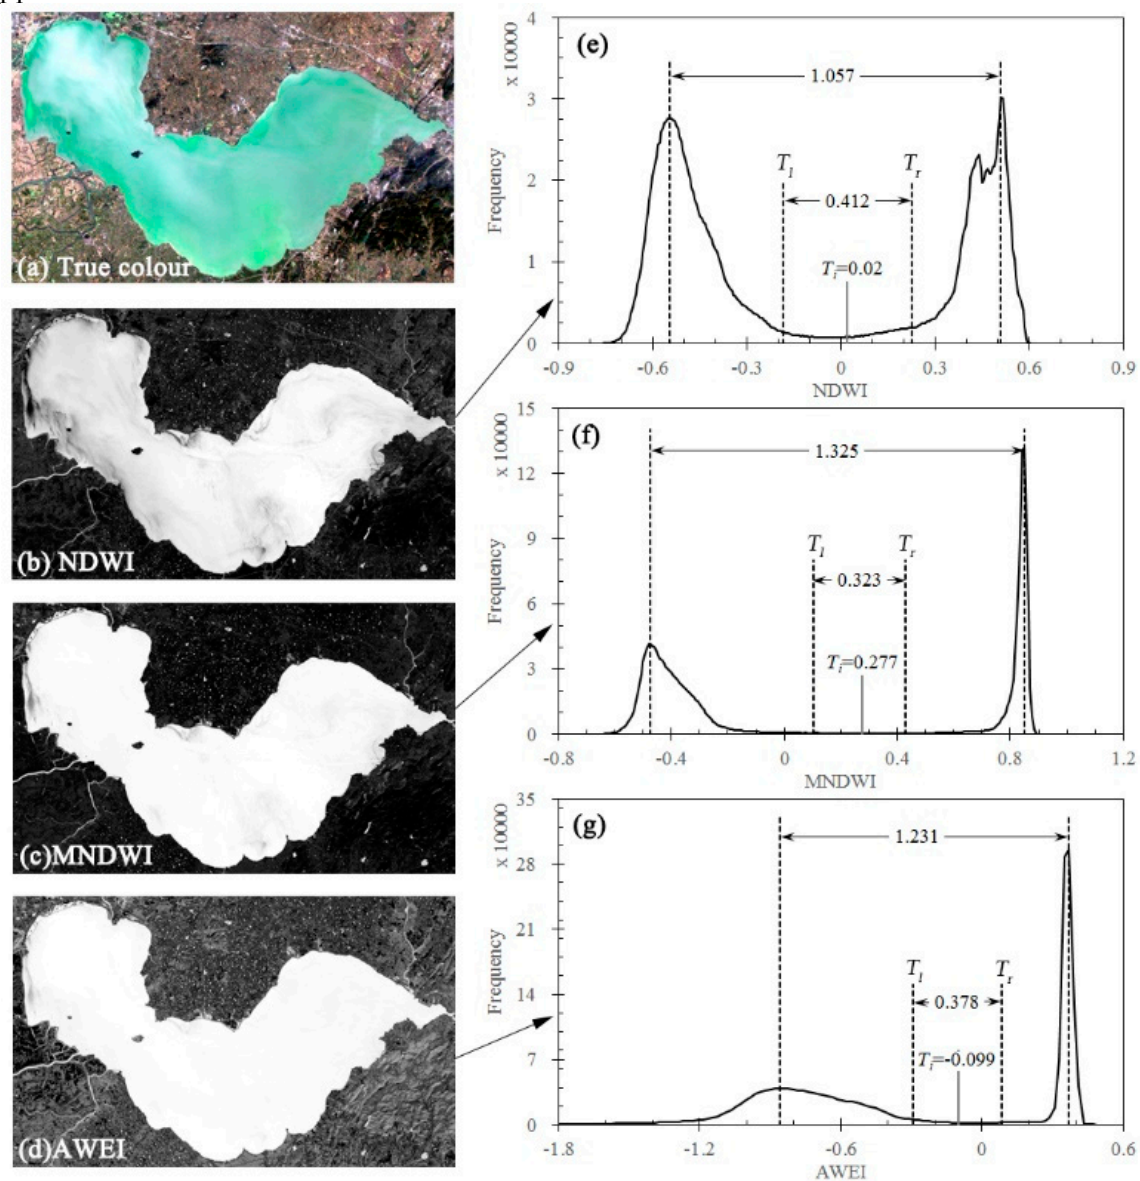 (a) True colour
(b) NDWI
(c)MNDWI
(d)AWEI
(e)
x 10000
Frequency
4
3
2
1
0
1.057
T_l
T_r
0.412
T_i=0.02
-0.9
-0.6
-0.3
0
0.3
0.6
0.9
NDWI
(f)
x 10000
Frequency
15
12
9
6
3
0
1.325
T_l
T_r
0.323
T_i=0.277
-0.8
-0.4
0
0.4
0.8
1.2
MNDWI
(g)
x 10000
Frequency
35
28
21
14
7
0
1.231
T_l
T_r
0.378
T_i=-0.099
-1.8
-1.2
-0.6
0
0.6
AWEI